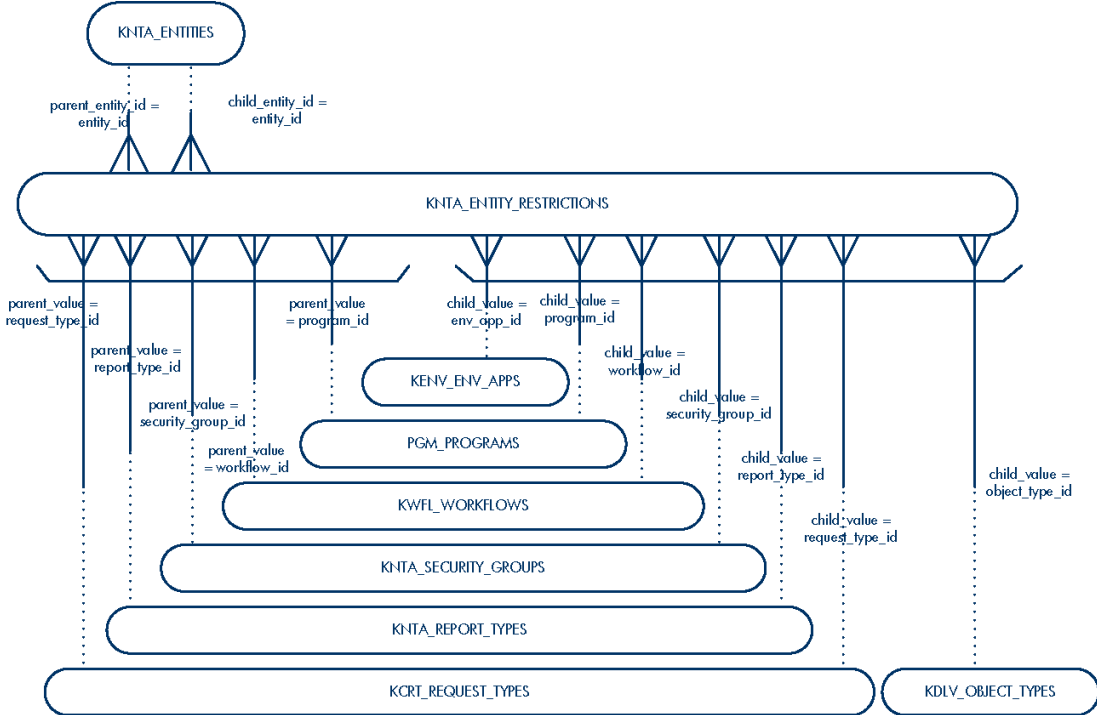 KNTA_ENTITIES
parent_entity_id =
entity_id
child_entity_id =
entity_id
KNTA_ENTITY_RESTRICTIONS
parent_value =
request_type_id
parent_value
= program_id
child_value =
env_app_id
child_value =
program_id
parent_value =
report_type_id
child_value =
workflow_id
KENV_ENV_APPS
parent_value =
security_group_id
child_value =
security_group_id
PGM_PROGRAMS
parent_value
= workflow_id
child_value =
report_type_id
child_value =
object_type_id
KWFL_WORKFLOWS
child_value =
request_type_id
KNTA_SECURITY_GROUPS
KNTA_REPORT_TYPES
KCRT_REQUEST_TYPES
KDLV_OBJECT_TYPES